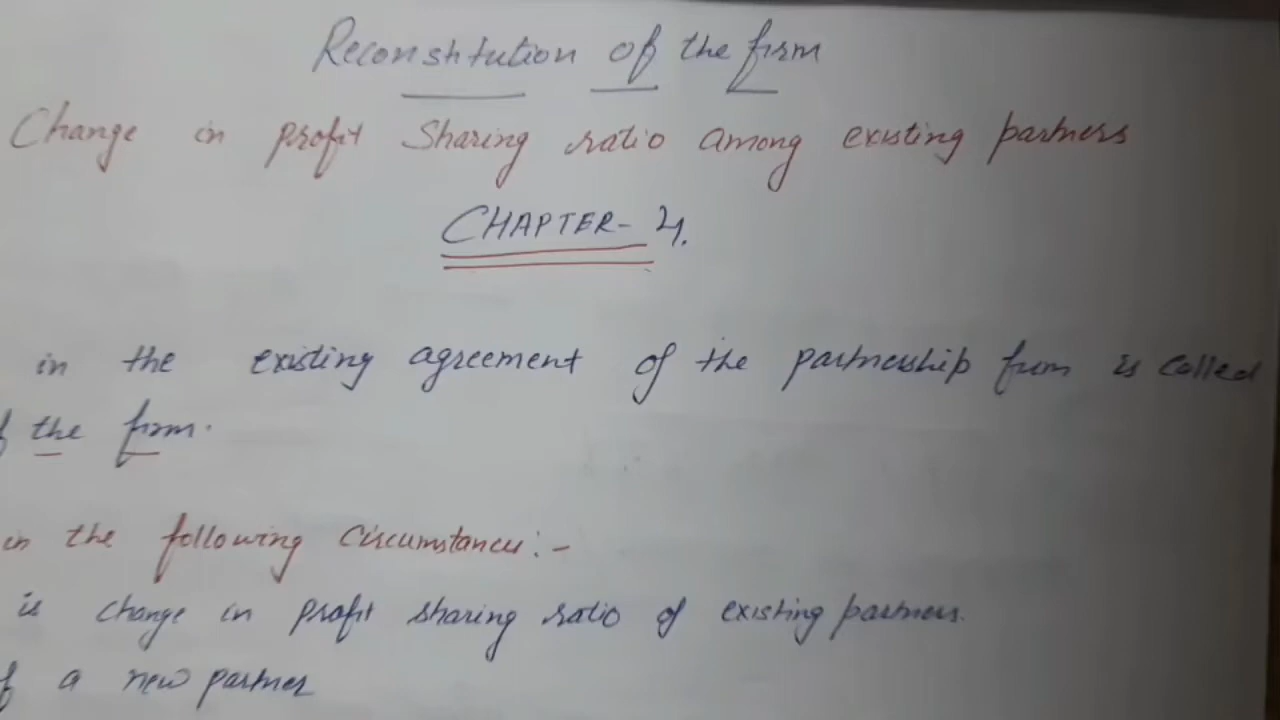 Reconstitution of the firm
Change in profit Sharing ratio among existing partners
CHAPTER- 4.
in the existing agreement of the partnership firm is called
the firm.
in the following Circumstances:-
is change in profit sharing ratio of existing partners.
a new partner